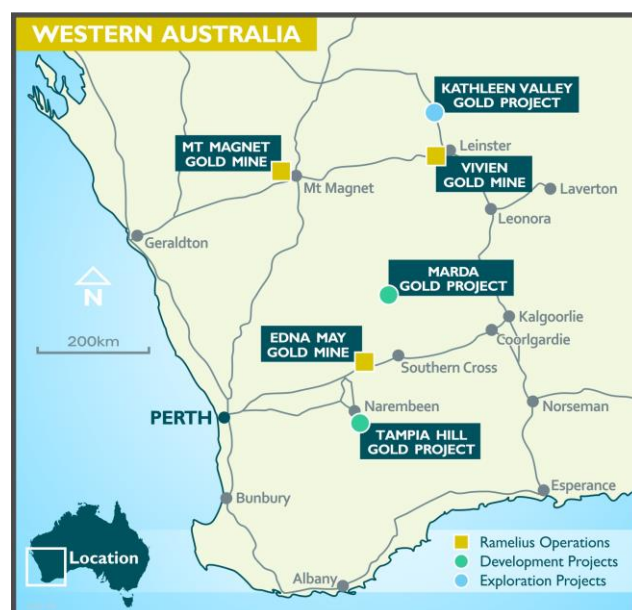 WESTERN AUSTRALIA
KATHLEEN VALLEY
GOLD PROJECT
MT MAGNET
GOLD MINE
Leinster
VIVIEN
GOLD MINE
Mt Magnet
Laverton
Leonora
Geraldton
N
MARDA
GOLD PROJECT
200km
Kalgoorlie
EDNA MAY
GOLD MINE
Coorlgardie
Southern Cross
PERTH
Narembeen
Norseman
TAMPIA HILL
GOLD PROJECT
Esperance
Bunbury
Location
Ramelius Operations
Development Projects
Exploration Projects
Albany